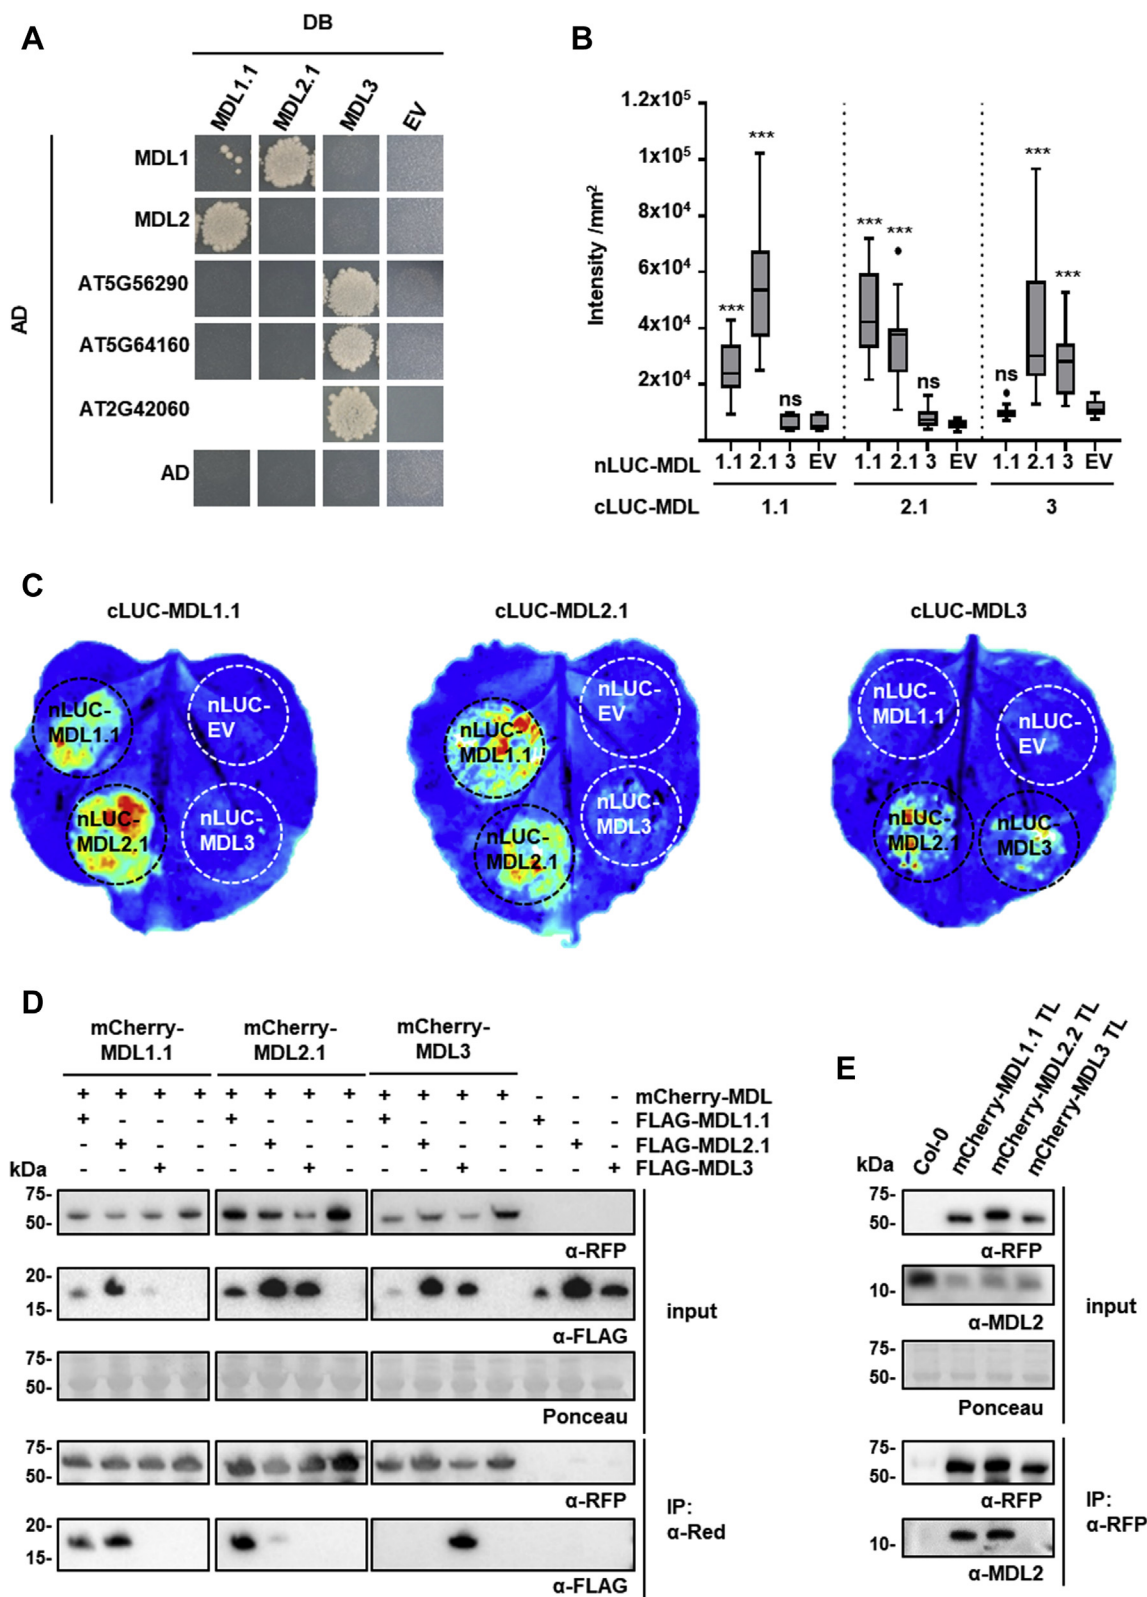 A
DB
MDL1.1 MDL2.1 MDL3 EV
AD
MDL1
MDL2
AT5G56290
AT5G64160
AT2G42060
AD
B
Intensity /mm²
1.2x10⁵
1x10⁵
8x10⁴
6x10⁴
4x10⁴
2x10⁴
*** *** ns
*** *** ns
ns *** ***
nLUC-MDL 1.1 2.1 3 EV 1.1 2.1 3 EV 1.1 2.1 3 EV
cLUC-MDL 1.1 2.1 3
C
cLUC-MDL1.1
nLUC-
MDL1.1
nLUC-
EV
nLUC-
MDL2.1
nLUC-
MDL3
cLUC-MDL2.1
nLUC-
MDL1.1
nLUC-
EV
nLUC-
MDL2.1
nLUC-
MDL3
cLUC-MDL3
nLUC-
MDL1.1
nLUC-
EV
nLUC-
MDL2.1
nLUC-
MDL3
D
mCherry-
MDL1.1
mCherry-
MDL2.1
mCherry-
MDL3
+ + + + + + + + + + + + - - - mCherry-MDL
+ - - - + - - - + - - - + - - FLAG-MDL1.1
- + - - - + - - - + - - - + - FLAG-MDL2.1
- - + - - - + - - - + - - - + FLAG-MDL3
kDa
75-
50-
α-RFP
20-
15-
α-FLAG
75-
50-
Ponceau
input
75-
50-
α-RFP
20-
15-
α-FLAG
IP:
α-Red
E
Col-0
mCherry-MDL1.1 TL
mCherry-MDL2.2 TL
mCherry-MDL3 TL
kDa
75-
50-
α-RFP
10-
α-MDL2
75-
50-
Ponceau
input
75-
50-
α-RFP
10-
α-MDL2
IP:
α-RFP